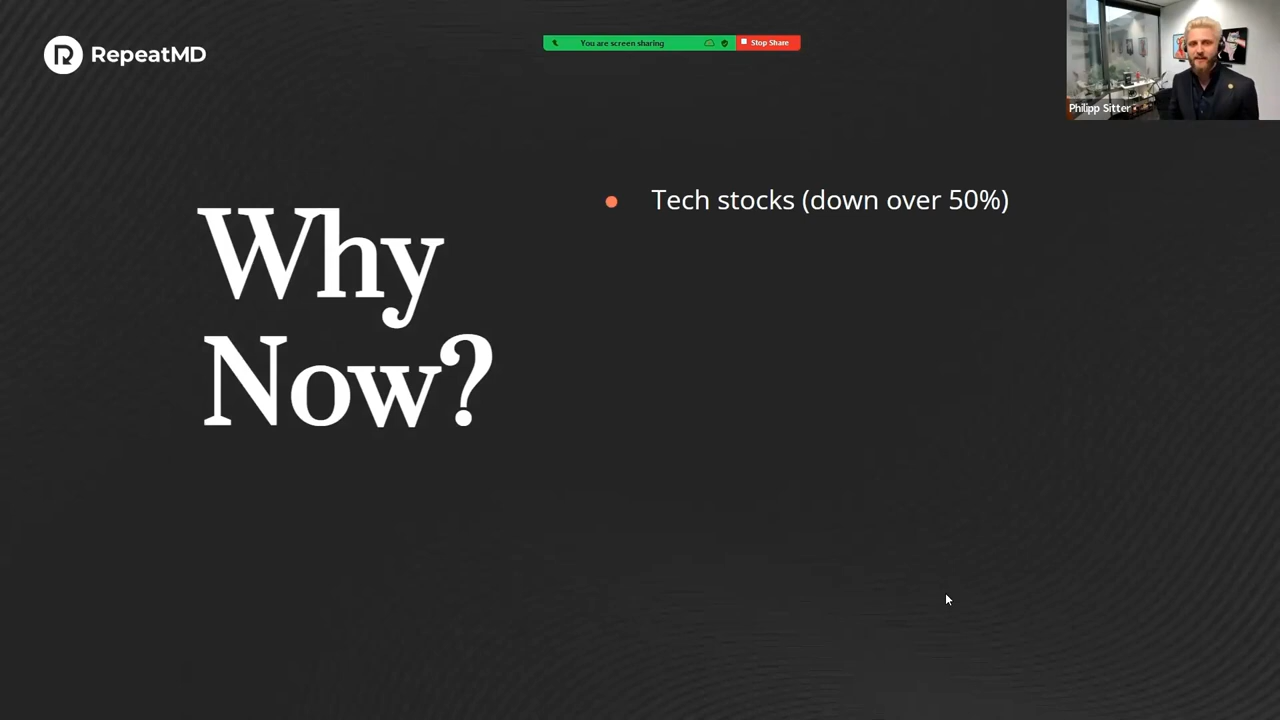 RepeatMD
You are screen sharing
Stop Share
Philipp Sitter
Why
Now?
Tech stocks (down over 50%)